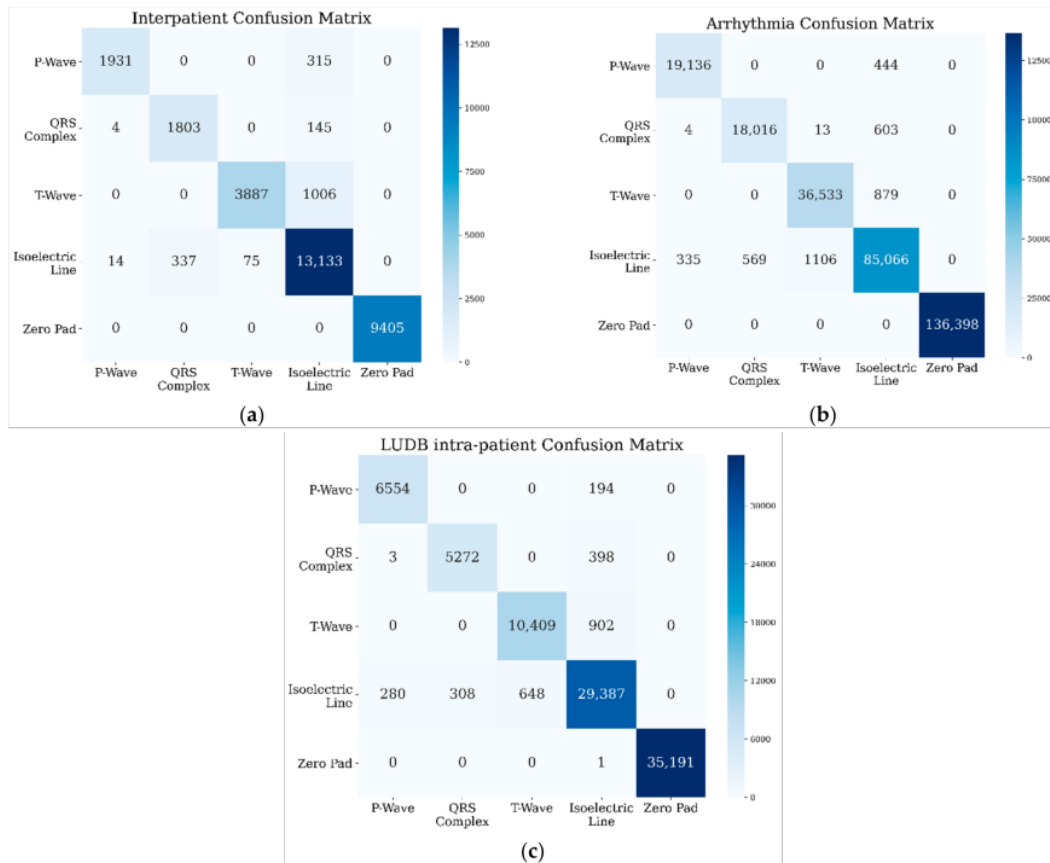 Interpatient Confusion Matrix
P-Wave 1931 0 0 315 0
QRS Complex 4 1803 0 145 0
T-Wave 0 0 3887 1006 0
Isoelectric Line 14 337 75 13,133 0
Zero Pad 0 0 0 0 9405
P-Wave QRS Complex T-Wave Isoelectric Line Zero Pad
12500
10000
7500
5000
2500
0
(a)
Arrhythmia Confusion Matrix
P-Wave 19,136 0 0 444 0
QRS Complex 4 18,016 13 603 0
T-Wave 0 0 36,533 879 0
Isoelectric Line 335 569 1106 85,066 0
Zero Pad 0 0 0 0 136,398
P-Wave QRS Complex T-Wave Isoelectric Line Zero Pad
12500
10000
75000
50000
25000
0
(b)
LUDB intra-patient Confusion Matrix
P-Wave 6554 0 0 194 0
QRS Complex 3 5272 0 398 0
T-Wave 0 0 10,409 902 0
Isoelectric Line 280 308 648 29,387 0
Zero Pad 0 0 0 1 35,191
P-Wave QRS Complex T-Wave Isoelectric Line Zero Pad
30000
24000
18000
12000
6000
0
(c)